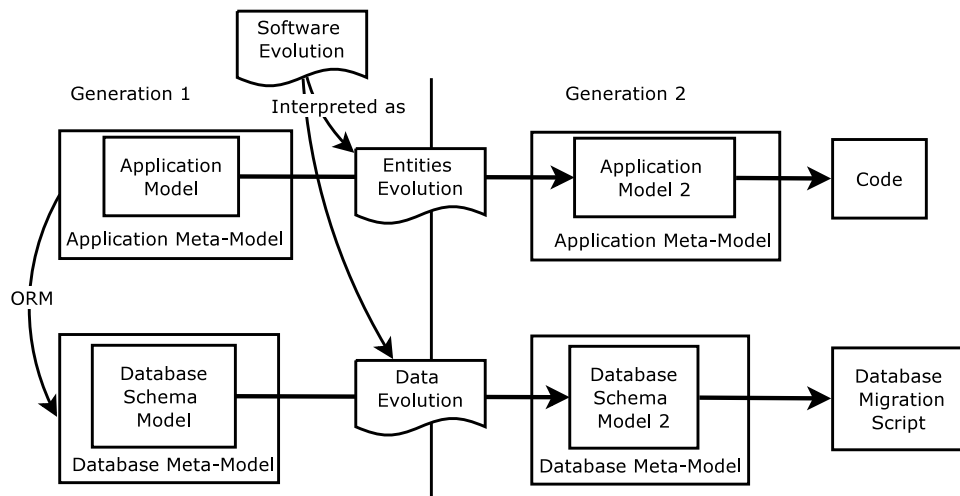 Software
Evolution
Generation 1
Interpreted as
Generation 2
Application
Model
Application Meta-Model
Entities
Evolution
Application
Model 2
Application Meta-Model
Code
ORM
Database
Schema
Model
Database Meta-Model
Data
Evolution
Database
Schema
Model 2
Database Meta-Model
Database
Migration
Script